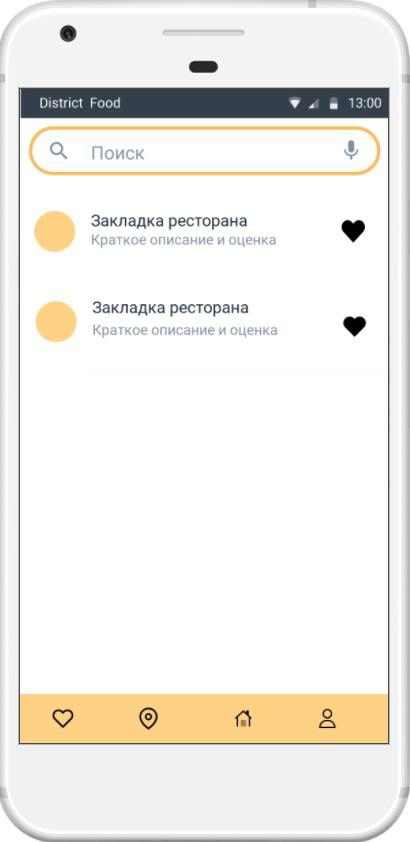 District Food 13:00
Поиск
Закладка ресторана
Краткое описание и оценка
Закладка ресторана
Краткое описание и оценка